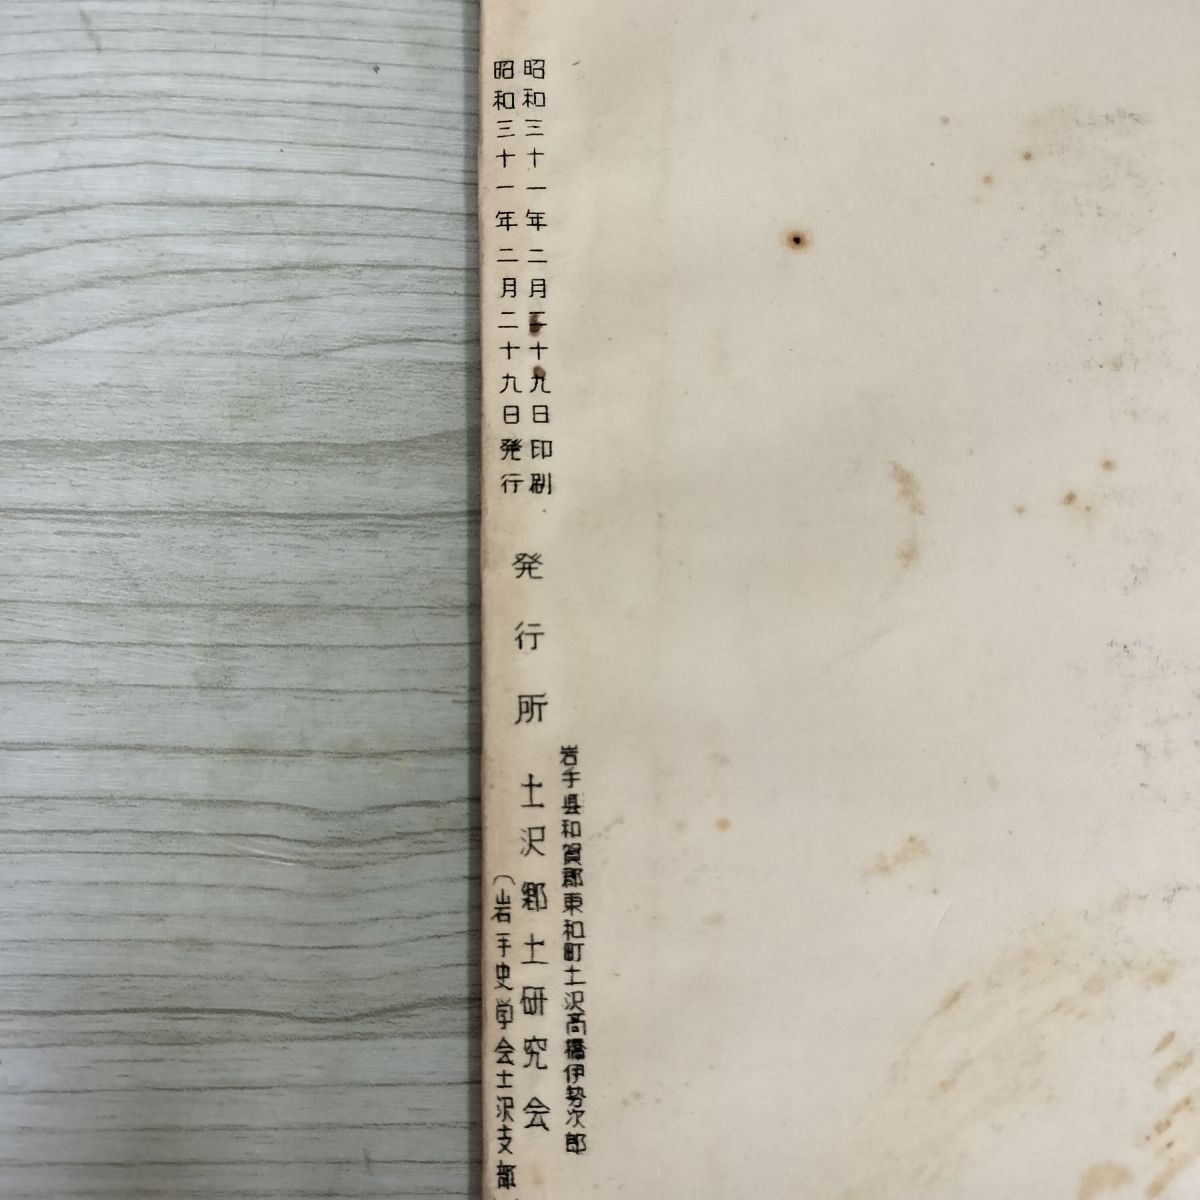 昭和三十一年二月二十九日印刷
昭和三十一年二月二十九日発行
発行所
岩手県和賀郡東和町土沢高橋伊勢次郎
土沢郷土研究会
(岩手史学会土沢支部